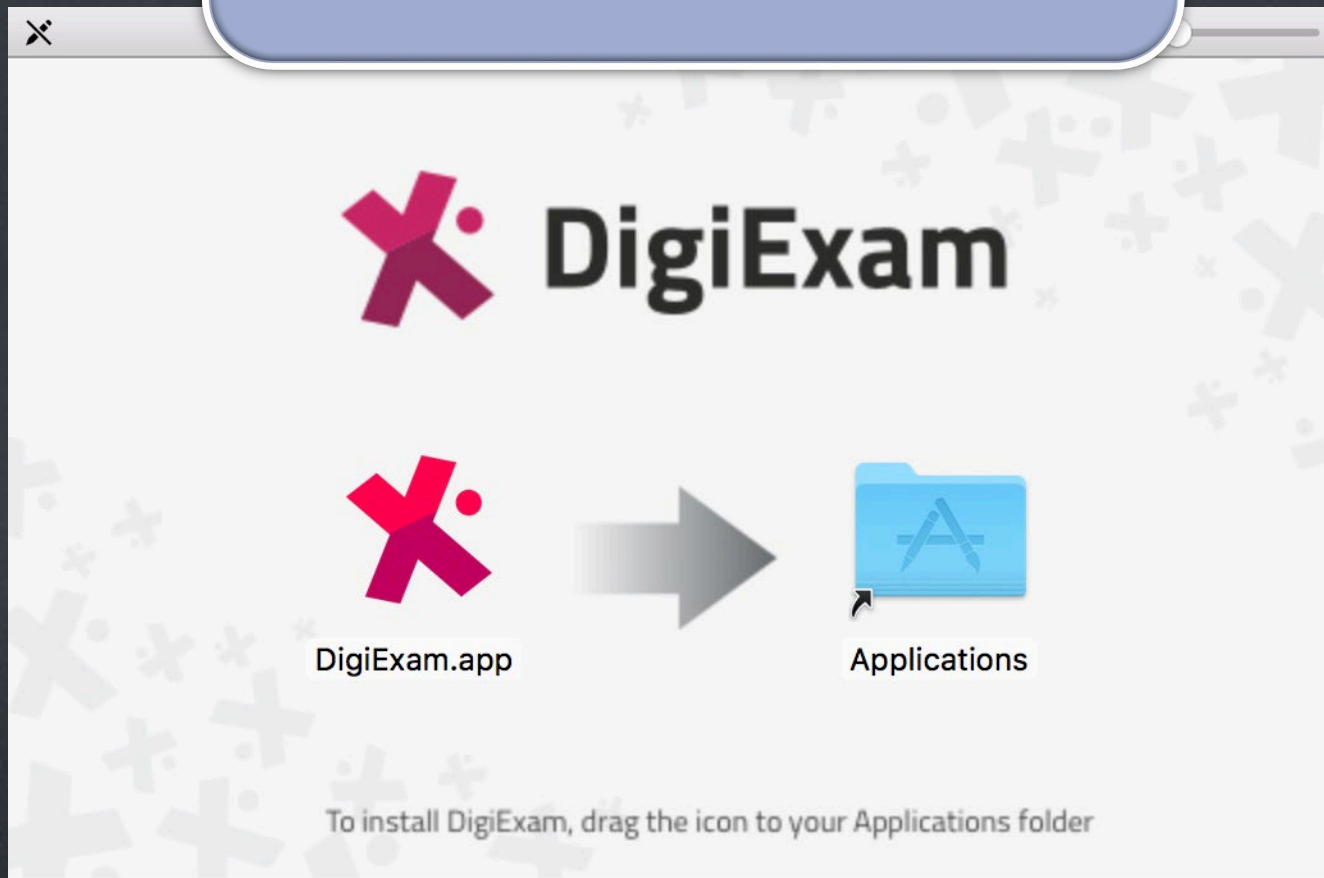 DigiExam
DigiExam.app
Applications
To install DigiExam, drag the icon to your Applications folder